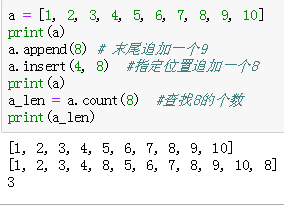 a = [1, 2, 3, 4, 5, 6, 7, 8, 9, 10]
print(a)
a.append(8) # 末尾追加一个9
a.insert(4, 8)  #指定位置追加一个8
print(a)
a_len = a.count(8)  #查找8的个数
print(a_len)
[1, 2, 3, 4, 5, 6, 7, 8, 9, 10]
[1, 2, 3, 4, 8, 5, 6, 7, 8, 9, 10, 8]
3